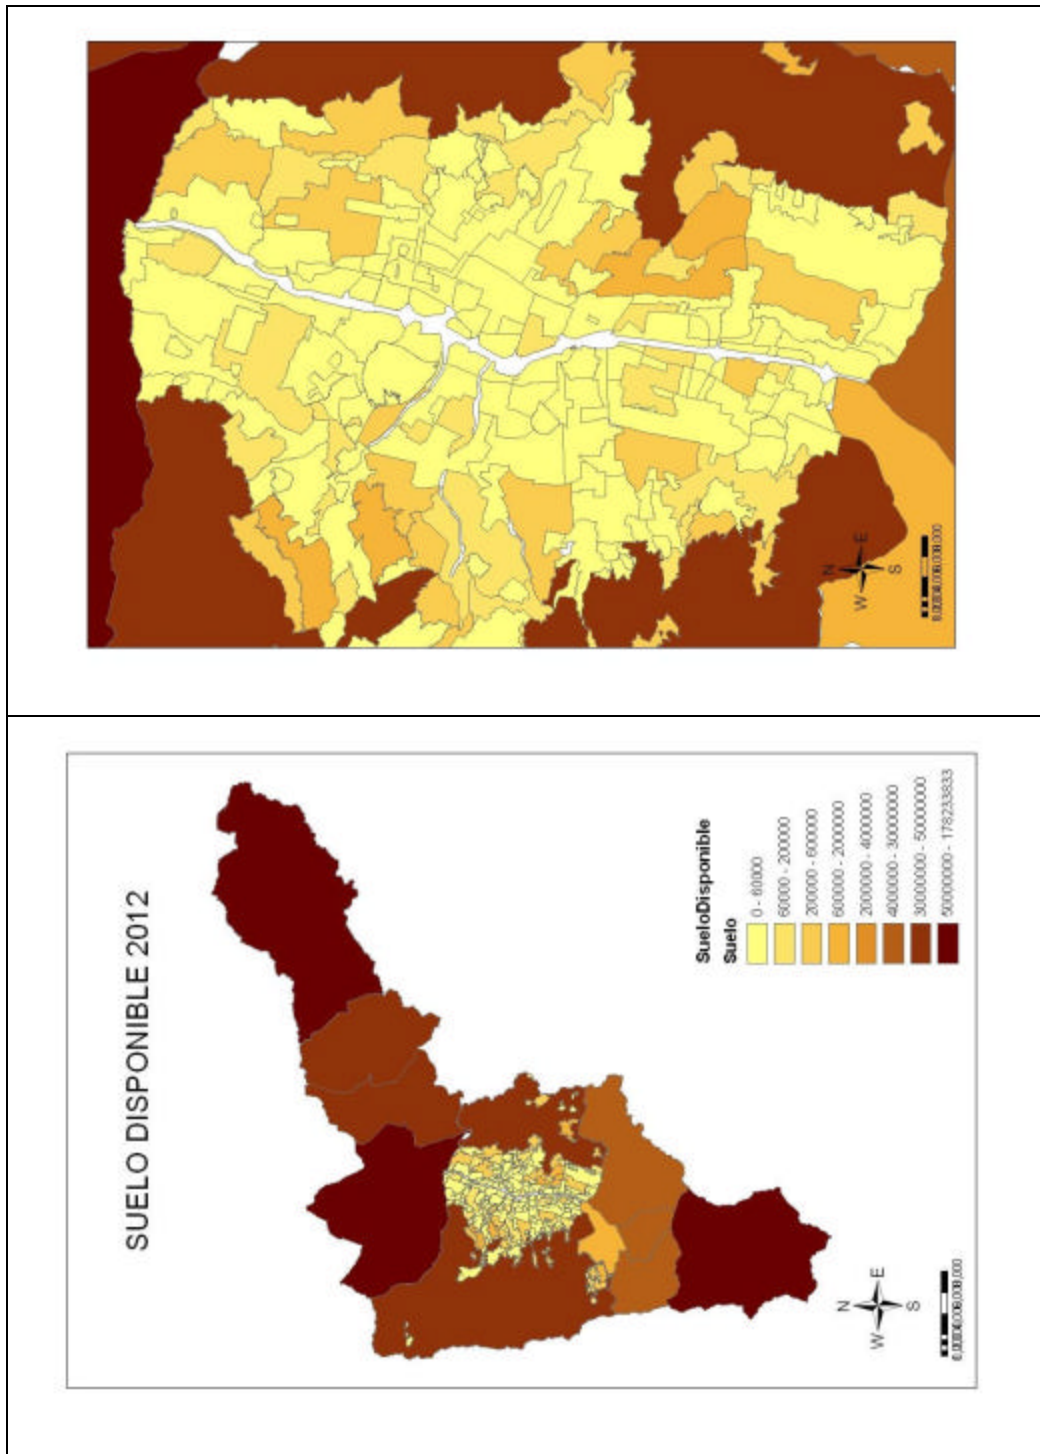 N
W E
S
SUELO DISPONIBLE 2012
SueloDisponible
Suelo
0 - 60000
60000 - 200000
200000 - 600000
600000 - 2000000
2000000 - 4000000
4000000 - 30000000
30000000 - 50000000
50000000 - 178233833
N
W E
S